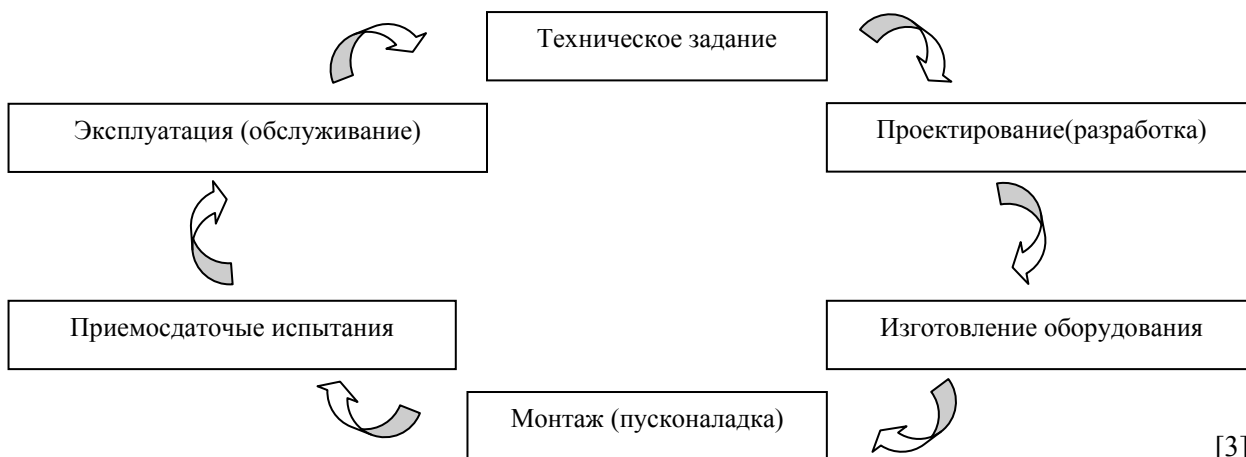 Техническое задание
Эксплуатация (обслуживание)
Проектирование(разработка)
Приемосдаточые испытания
Изготовление оборудования
Монтаж (пусконаладка)
[3]